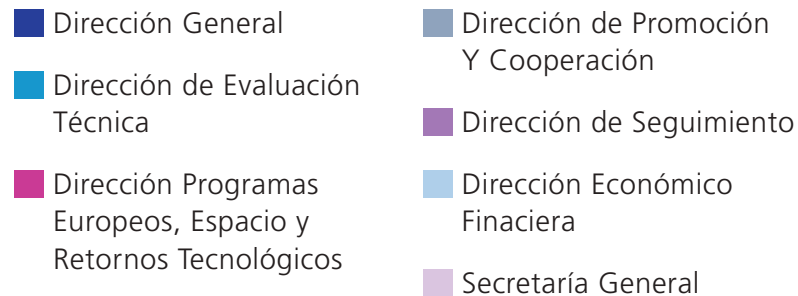 Dirección General
Dirección de Evaluación
Técnica
Dirección Programas
Europeos, Espacio y
Retornos Tecnológicos
Dirección de Promoción
Y Cooperación
Dirección de Seguimiento
Dirección Económico
Finaciera
Secretaría General